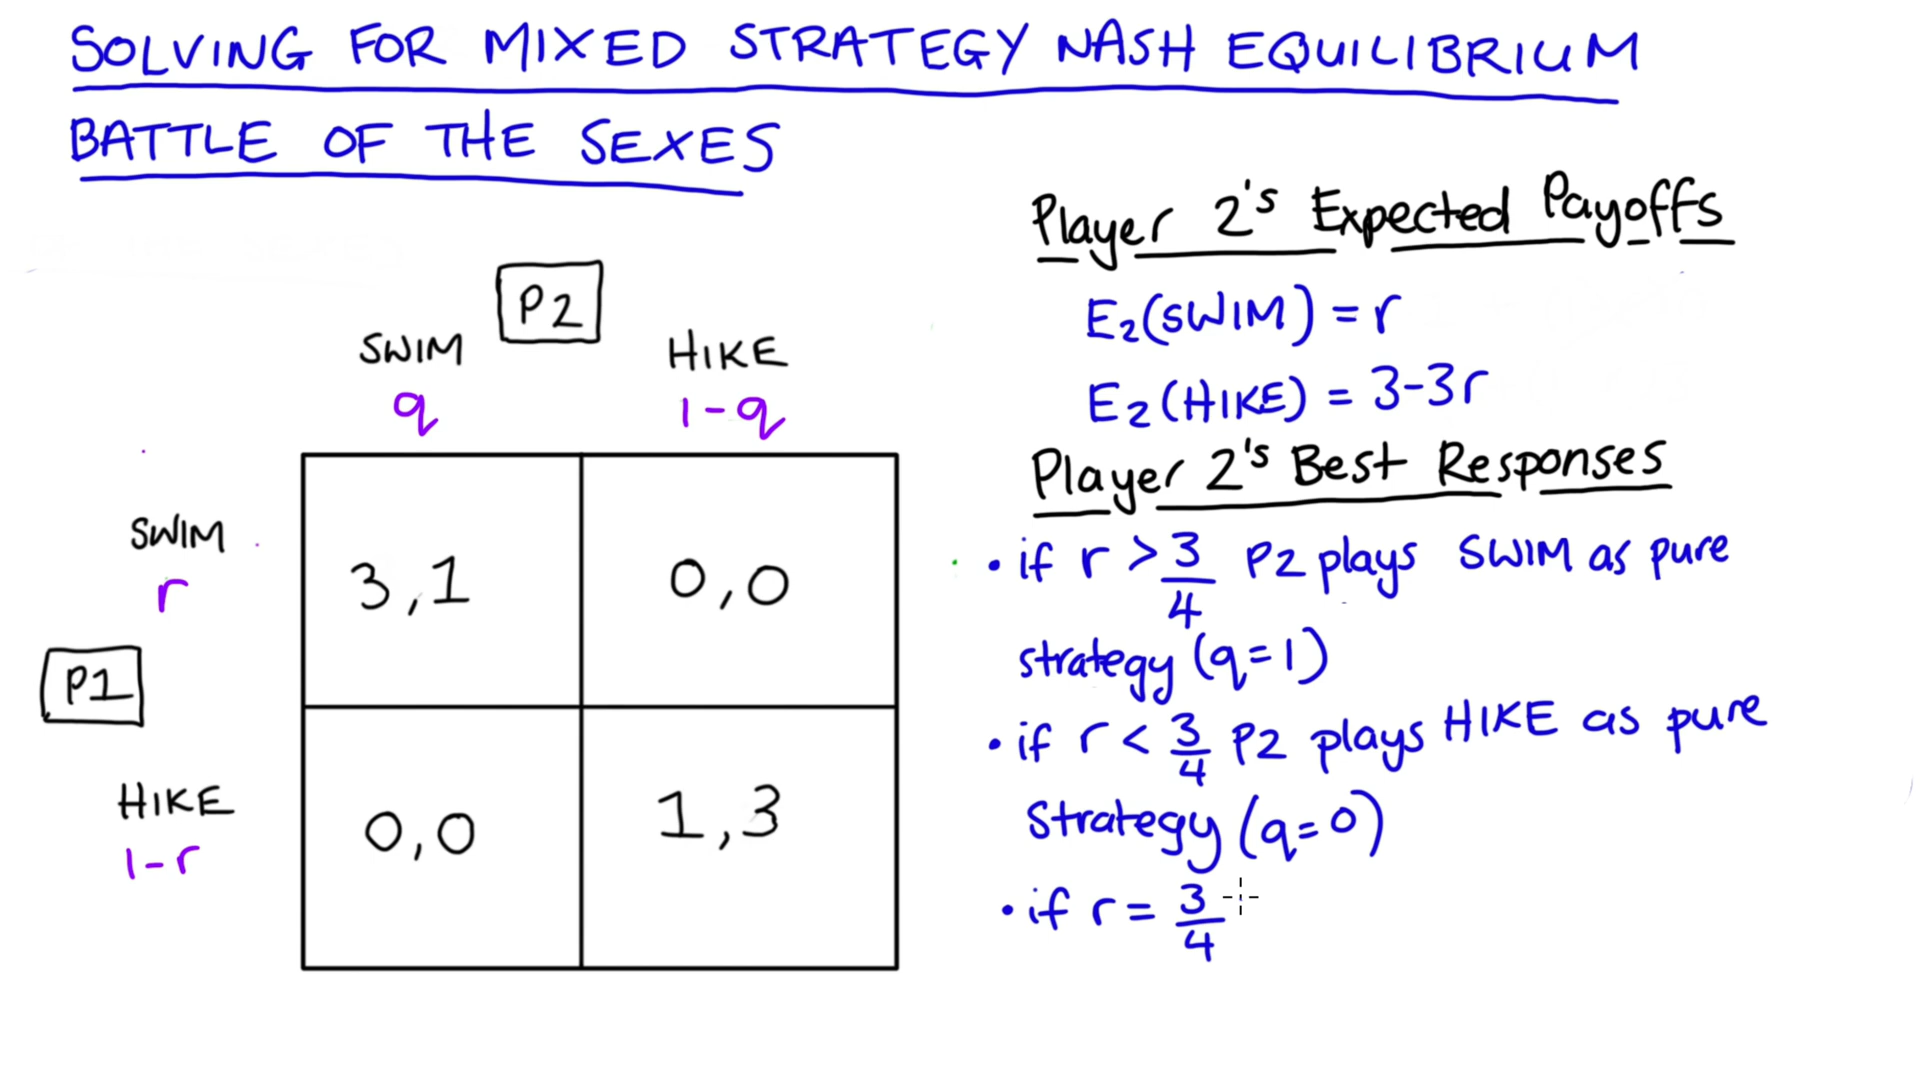 SOLVING FOR MIXED STRATEGY NASH EQUILIBRIUM
BATTLE OF THE SEXES
P2
SWIM HIKE
q 1-q
SWIM
r
3,1 0,0
P1
HIKE
1-r
0,0 1,3
Player 2's Expected Payoffs
E₂(SWIM) = r
E₂(HIKE) = 3-3r
Player 2's Best Responses
• if r > 3/4 P2 plays SWIM as pure
strategy (q=1)
• if r < 3/4 P2 plays HIKE as pure
Strategy (q=0)
• if r = 3/4